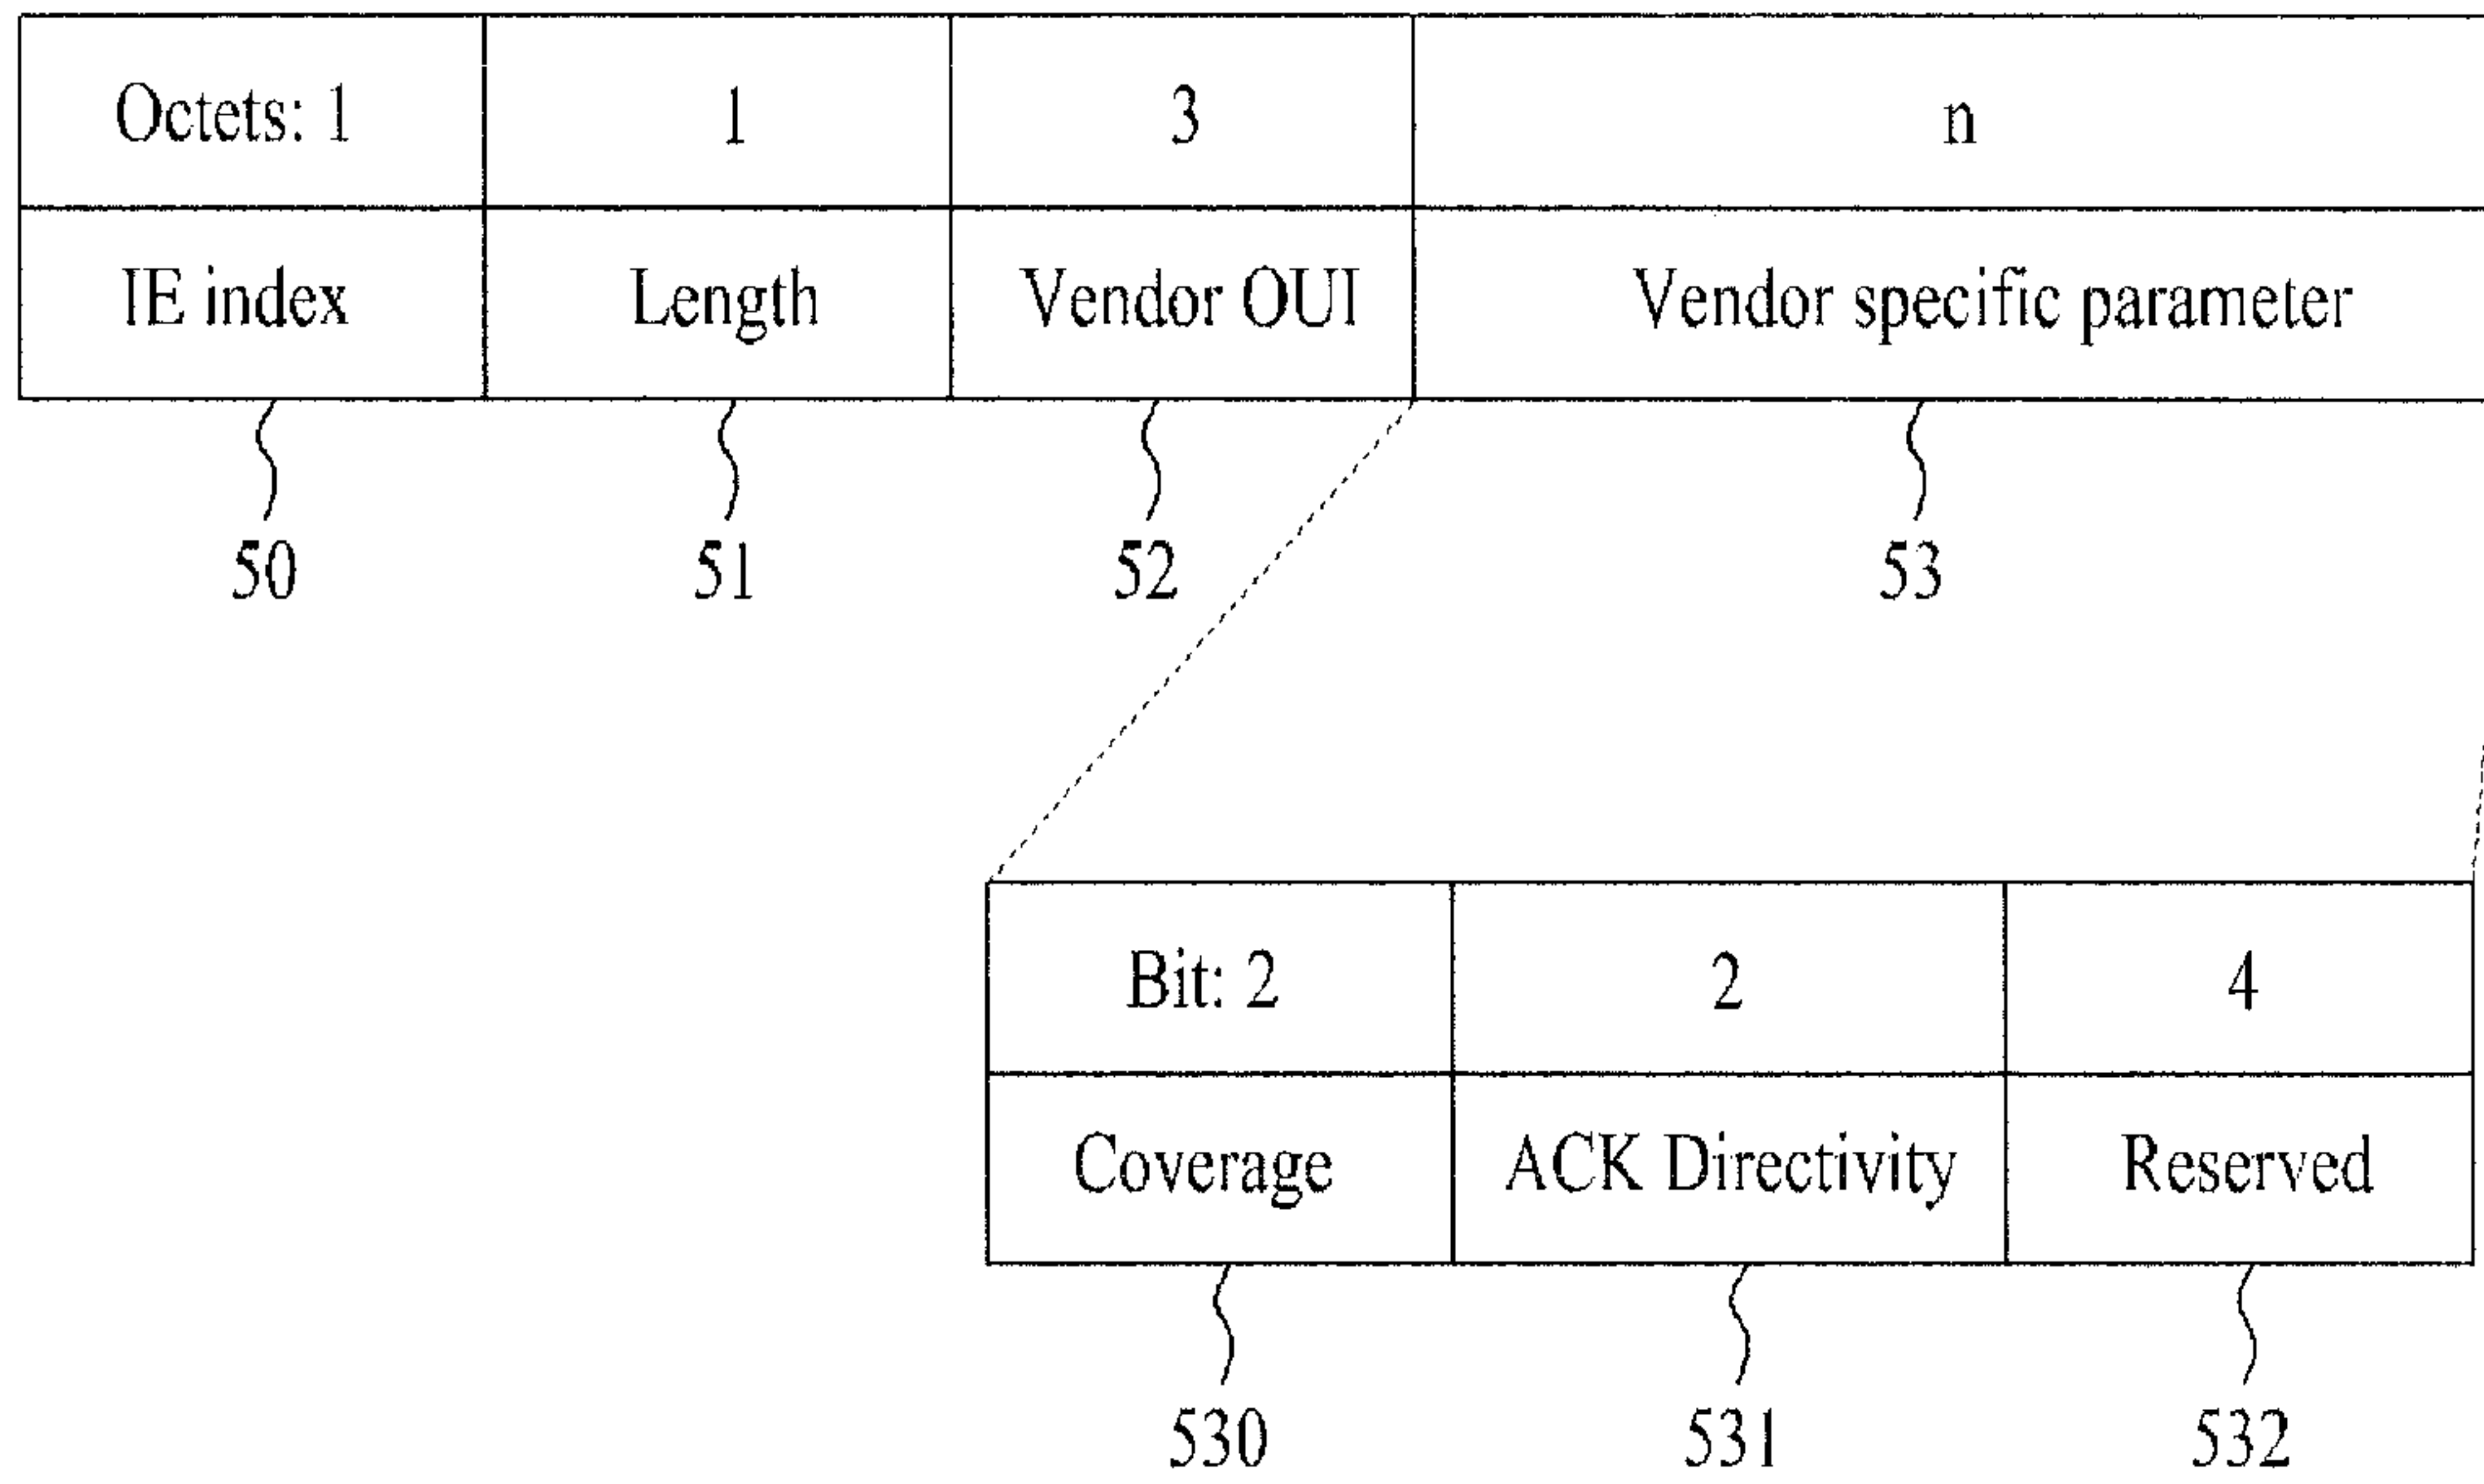 Octets: 1 1 3 n
IE index Length Vendor OUI Vendor specific parameter
50 51 52 53
Bit: 2 2 4
Coverage ACK Directivity Reserved
530 531 532